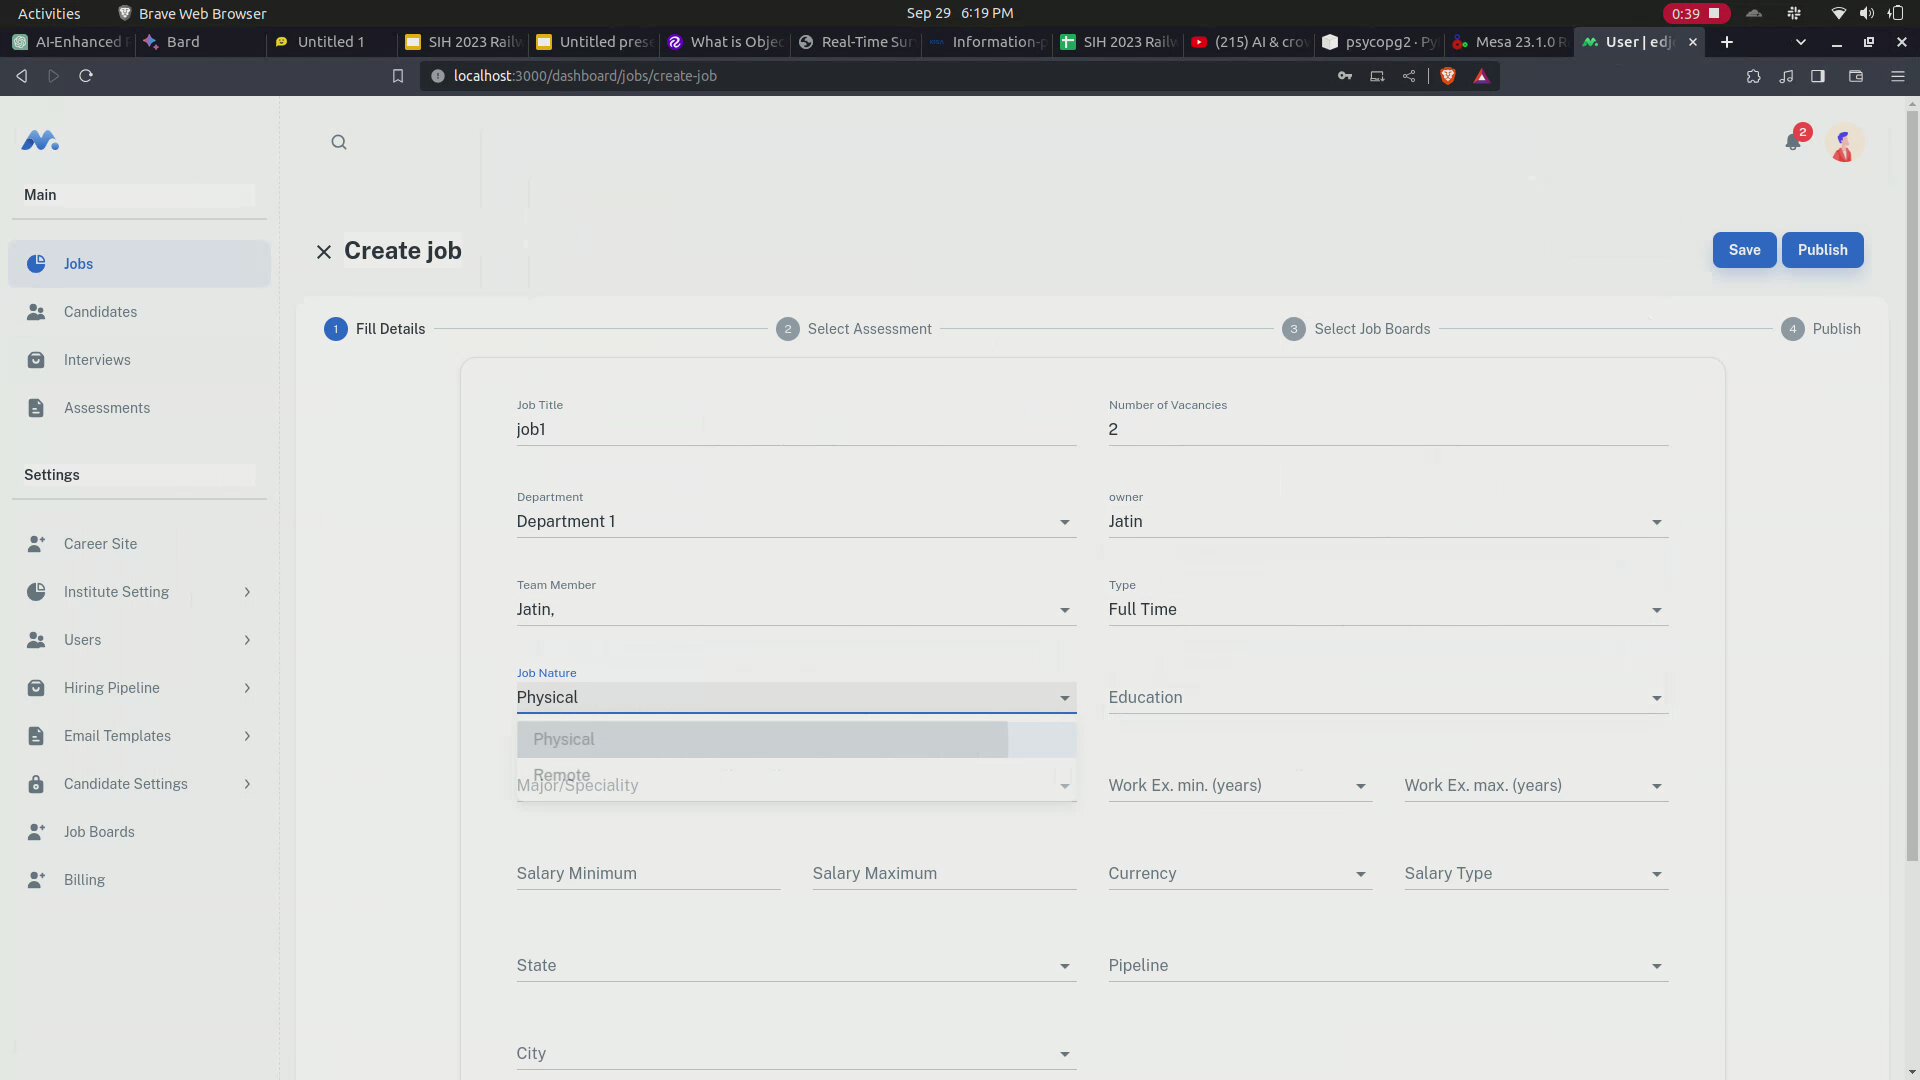 Activities
Brave Web Browser
Sep 29 6:19 PM
0:39
AI-Enhanced
Bard
Untitled 1
SIH 2023 Railw
Untitled prese
What is Objec
Real-Time Sur
Information-p
SIH 2023 Railw
(215) AI & crow
psycopg2 · Py
Mesa 23.1.0 R
User | edjo
localhost:3000/dashboard/jobs/create-job
2
Main
Create job
Save
Publish
Jobs
1 Fill Details
2 Select Assessment
3 Select Job Boards
4 Publish
Candidates
Interviews
Assessments
Settings
Career Site
Institute Setting
Users
Hiring Pipeline
Email Templates
Candidate Settings
Job Boards
Billing
Job Title
job1
Number of Vacancies
2
Department
Department 1
owner
Jatin
Team Member
Jatin,
Type
Full Time
Job Nature
Physical
Education
Physical
Remote
Major/Speciality
Work Ex. min. (years)
Work Ex. max. (years)
Salary Minimum
Salary Maximum
Currency
Salary Type
State
Pipeline
City